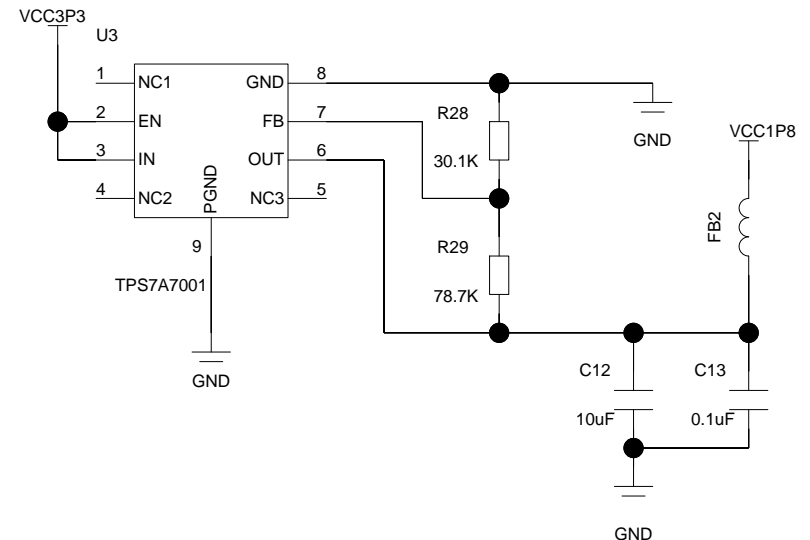 VCC3P3
U3
1 NC1 GND 8
2 EN FB 7
3 IN OUT 6
4 NC2 NC3 5
PGND
9
TPS7A7001
GND
R28
30.1K
R29
78.7K
GND
VCC1P8
FB2
C12
10uF
C13
0.1uF
GND